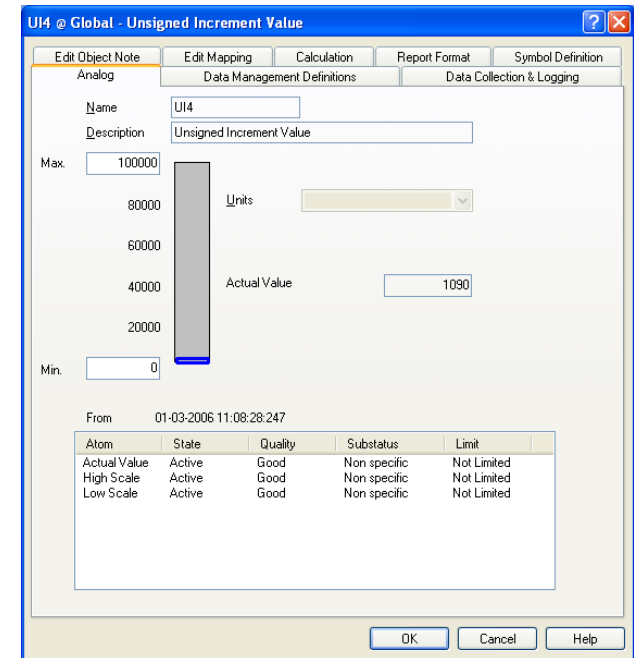 UI4 @ Global - Unsigned Increment Value
Edit Object Note Edit Mapping Calculation Report Format Symbol Definition
Analog Data Management Definitions Data Collection & Logging
Name UI4
Description Unsigned Increment Value
Max. 100000
80000 Units
60000
40000 Actual Value 1090
20000
Min. 0
From 01-03-2006 11:08:28:247
Atom State Quality Substatus Limit
Actual Value Active Good Non specific Not Limited
High Scale Active Good Non specific Not Limited
Low Scale Active Good Non specific Not Limited
OK Cancel Help